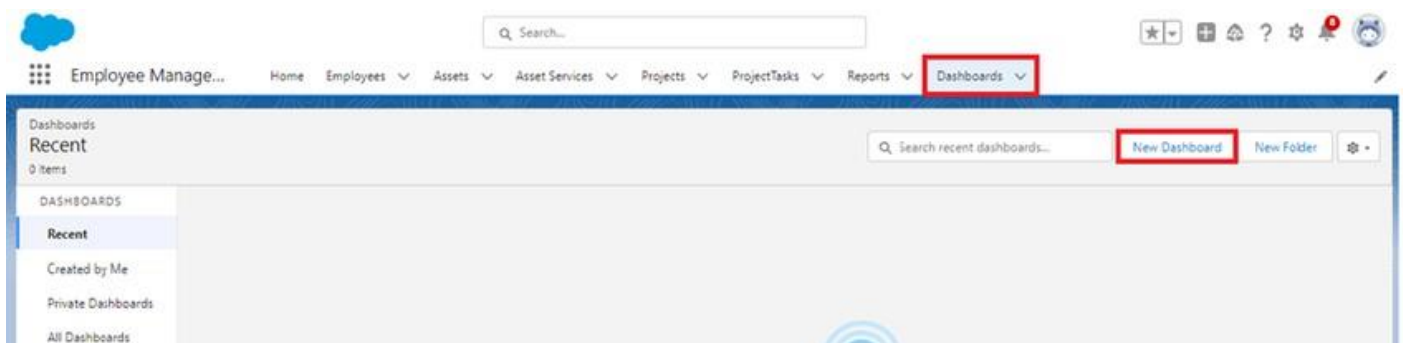 Search...
Employee Manage... Home Employees Assets Asset Services Projects ProjectTasks Reports Dashboards
Dashboards
Recent
0 items
Search recent dashboards...
New Dashboard New Folder
DASHBOARDS
Recent
Created by Me
Private Dashboards
All Dashboards